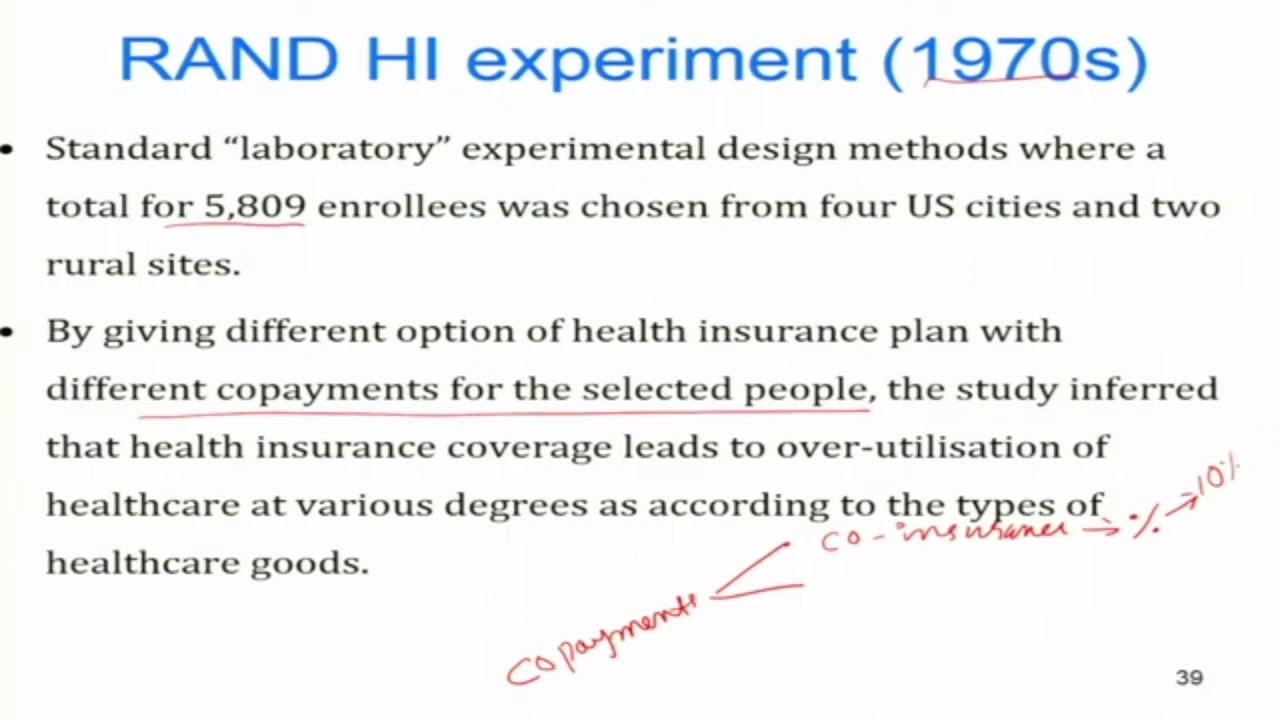 RAND HI experiment (1970s)
• Standard “laboratory” experimental design methods where a
total for 5,809 enrollees was chosen from four US cities and two
rural sites.
• By giving different option of health insurance plan with
different copayments for the selected people, the study inferred
that health insurance coverage leads to over-utilisation of
healthcare at various degrees as according to the types of
healthcare goods.
co-insurance → % → 10%
copayments
39